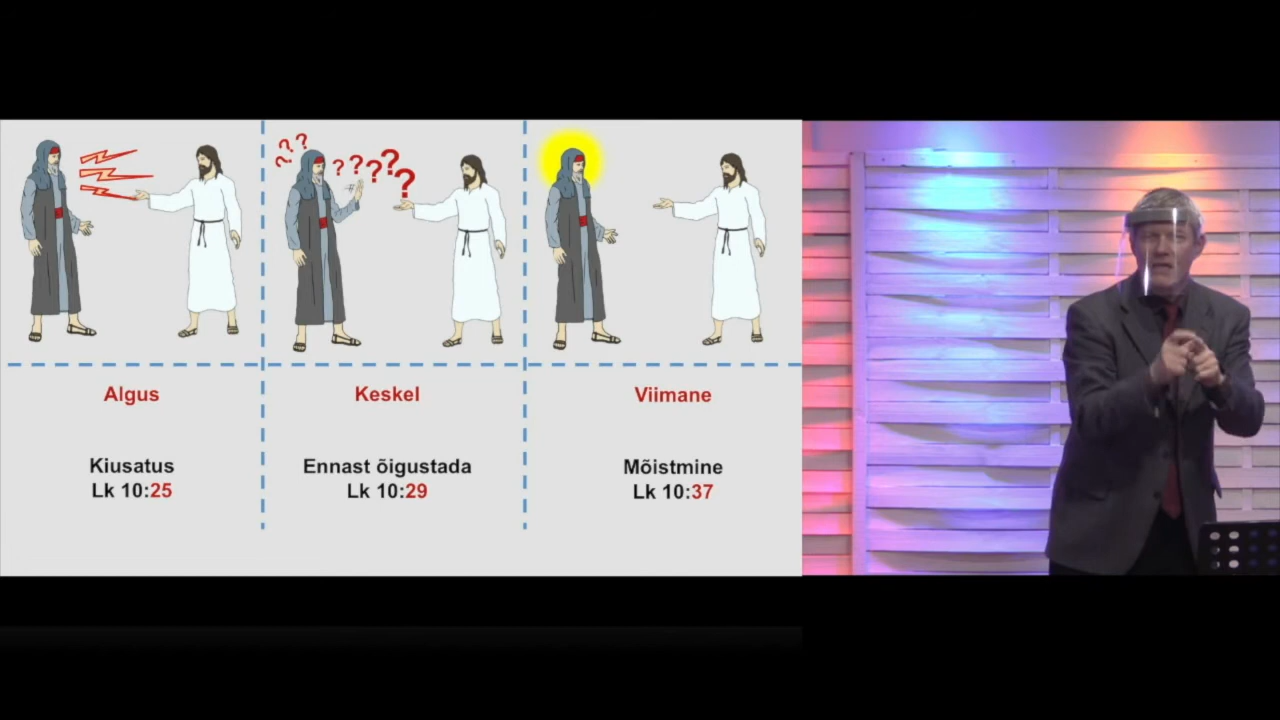 Algus
Kiusatus
Lk 10:25
Keskel
Ennast õigustada
Lk 10:29
Viimane
Mõistmine
Lk 10:37